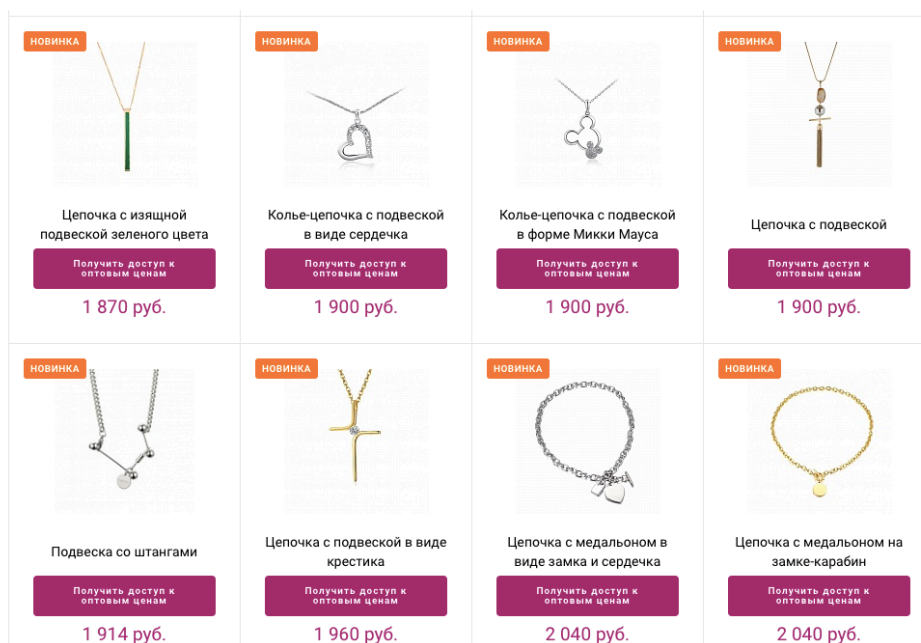 НОВИНКА
НОВИНКА
НОВИНКА
НОВИНКА
Цепочка с изящной
подвеской зеленого цвета
Колье-цепочка с подвеской
в виде сердечка
Колье-цепочка с подвеской
в форме Микки Мауса
Цепочка с подвеской
Получить доступ к
оптовым ценам
Получить доступ к
оптовым ценам
Получить доступ к
оптовым ценам
Получить доступ к
оптовым ценам
1 870 руб.
1 900 руб.
1 900 руб.
1 900 руб.
НОВИНКА
НОВИНКА
НОВИНКА
НОВИНКА
Подвеска со штангами
Цепочка с подвеской в виде
крестика
Цепочка с медальоном в
виде замка и сердечка
Цепочка с медальоном на
замке-карабин
Получить доступ к
оптовым ценам
Получить доступ к
оптовым ценам
Получить доступ к
оптовым ценам
Получить доступ к
оптовым ценам
1 914 руб.
1 960 руб.
2 040 руб.
2 040 руб.